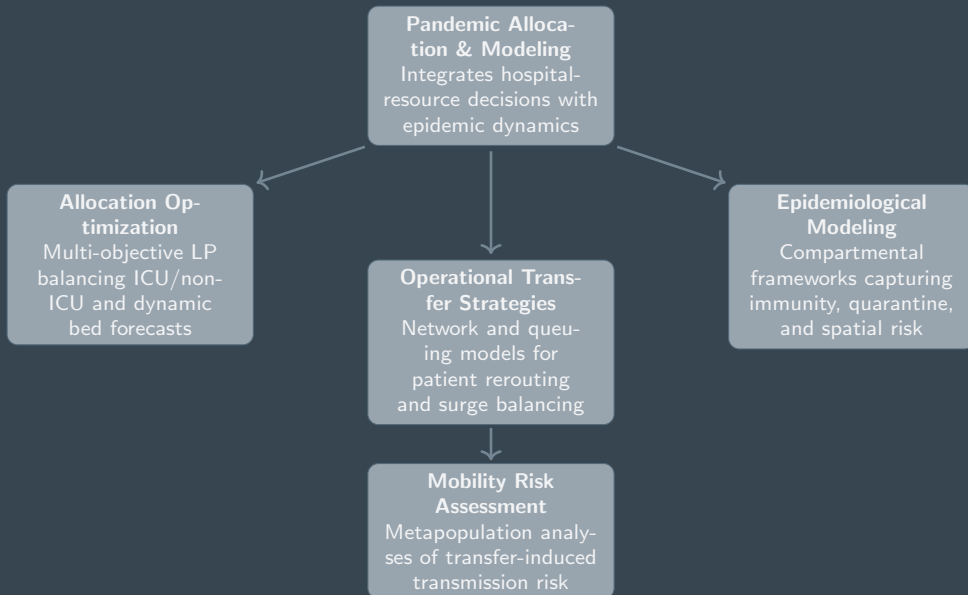 Pandemic Alloca-
tion & Modeling
Integrates hospital-
resource decisions with
epidemic dynamics
Allocation Op-
timization
Multi-objective LP
balancing ICU/non-
ICU and dynamic
bed forecasts
Operational Trans-
fer Strategies
Network and queu-
ing models for
patient rerouting
and surge balancing
Epidemiological
Modeling
Compartmental
frameworks capturing
immunity, quarantine,
and spatial risk
Mobility Risk
Assessment
Metapopulation analy-
ses of transfer-induced
transmission risk